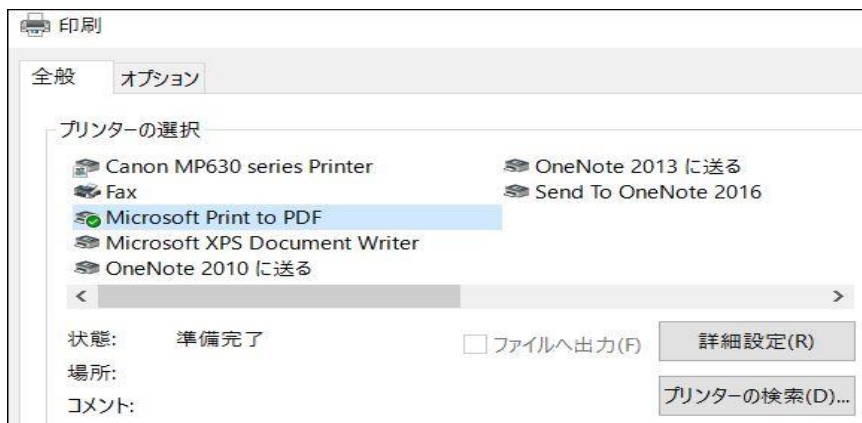 印刷
全般
オプション
プリンターの選択
Canon MP630 series Printer
Fax
Microsoft Print to PDF
Microsoft XPS Document Writer
OneNote 2010 に送る
OneNote 2013 に送る
Send To OneNote 2016
状態: 準備完了
ファイルへ出力(F)
詳細設定(R)
場所:
プリンターの検索(D)...
コメント: